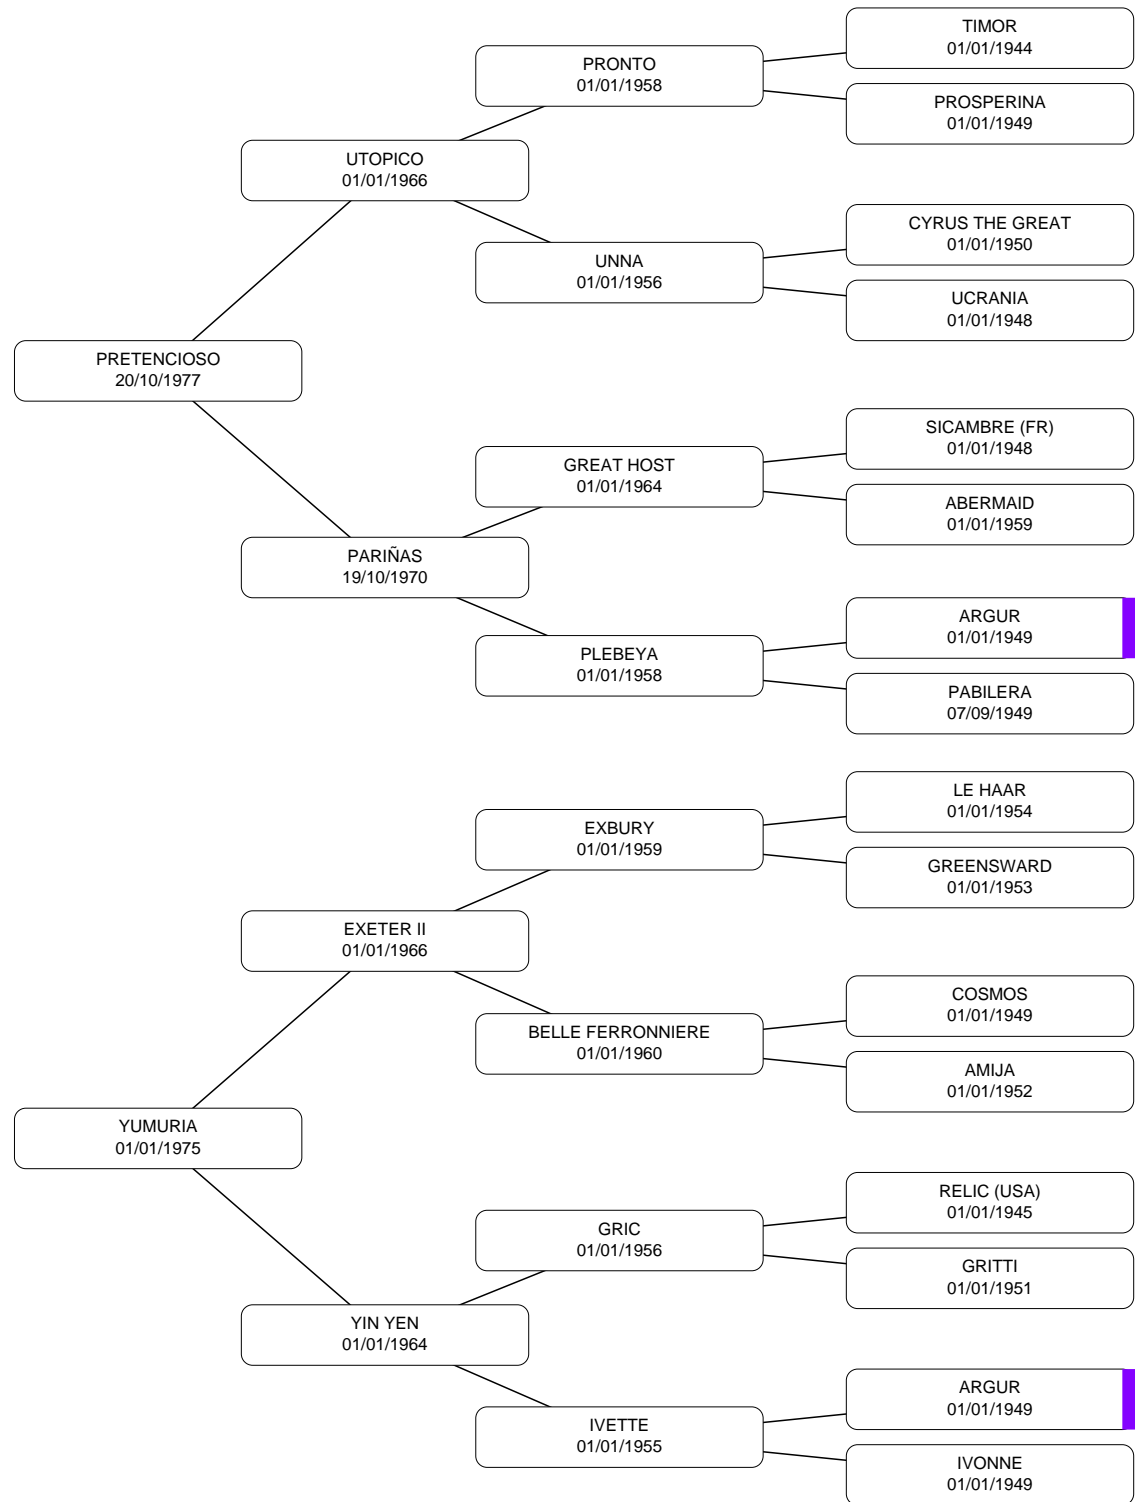 TIMOR
01/01/1944
PRONTO
01/01/1958
PROSPERINA
01/01/1949
UTOPICO
01/01/1966
CYRUS THE GREAT
01/01/1950
UNNA
01/01/1956
UCRANIA
01/01/1948
PRETENCIOSO
20/10/1977
SICAMBRE (FR)
01/01/1948
GREAT HOST
01/01/1964
ABERMAID
01/01/1959
PARIÑAS
19/10/1970
ARGUR
01/01/1949
PLEBEYA
01/01/1958
PABILERA
07/09/1949
LE HAAR
01/01/1954
EXBURY
01/01/1959
GREENSWARD
01/01/1953
EXETER II
01/01/1966
COSMOS
01/01/1949
BELLE FERRONNIERE
01/01/1960
AMIJA
01/01/1952
YUMURIA
01/01/1975
RELIC (USA)
01/01/1945
GRIC
01/01/1956
GRITTI
01/01/1951
YIN YEN
01/01/1964
ARGUR
01/01/1949
IVETTE
01/01/1955
IVONNE
01/01/1949